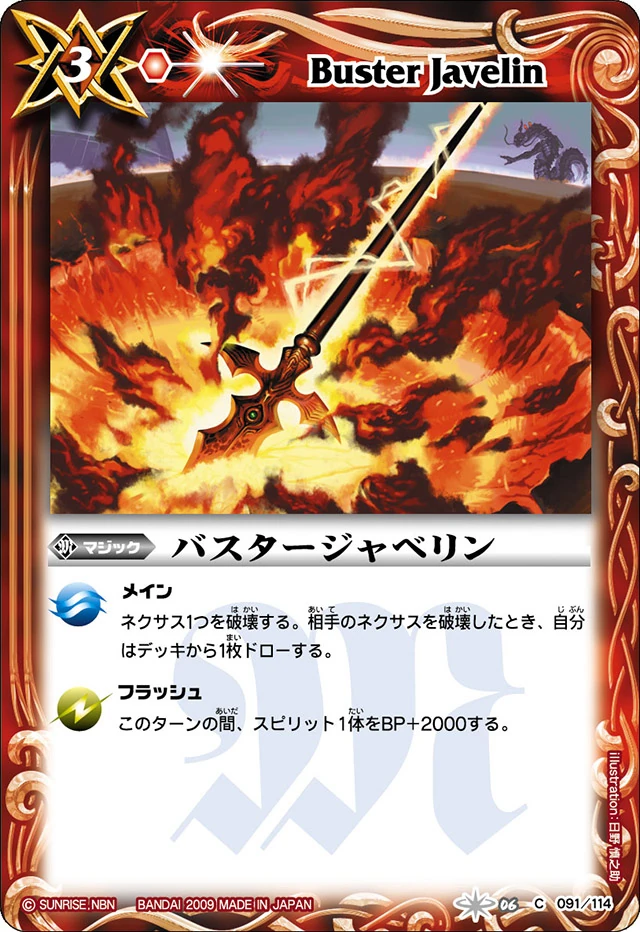 3
Buster Javelin
M マジック バスタージャベリン
メイン
ネクサス1つを破壊する。相手のネクサスを破壊したとき、自分
はデッキから1枚ドローする。
フラッシュ
このターンの間、スピリット1体をBP+2000する。
illustration:日野 慎之助
© SUNRISE,NBN BANDAI 2009 MADE IN JAPAN 06 C 091/114